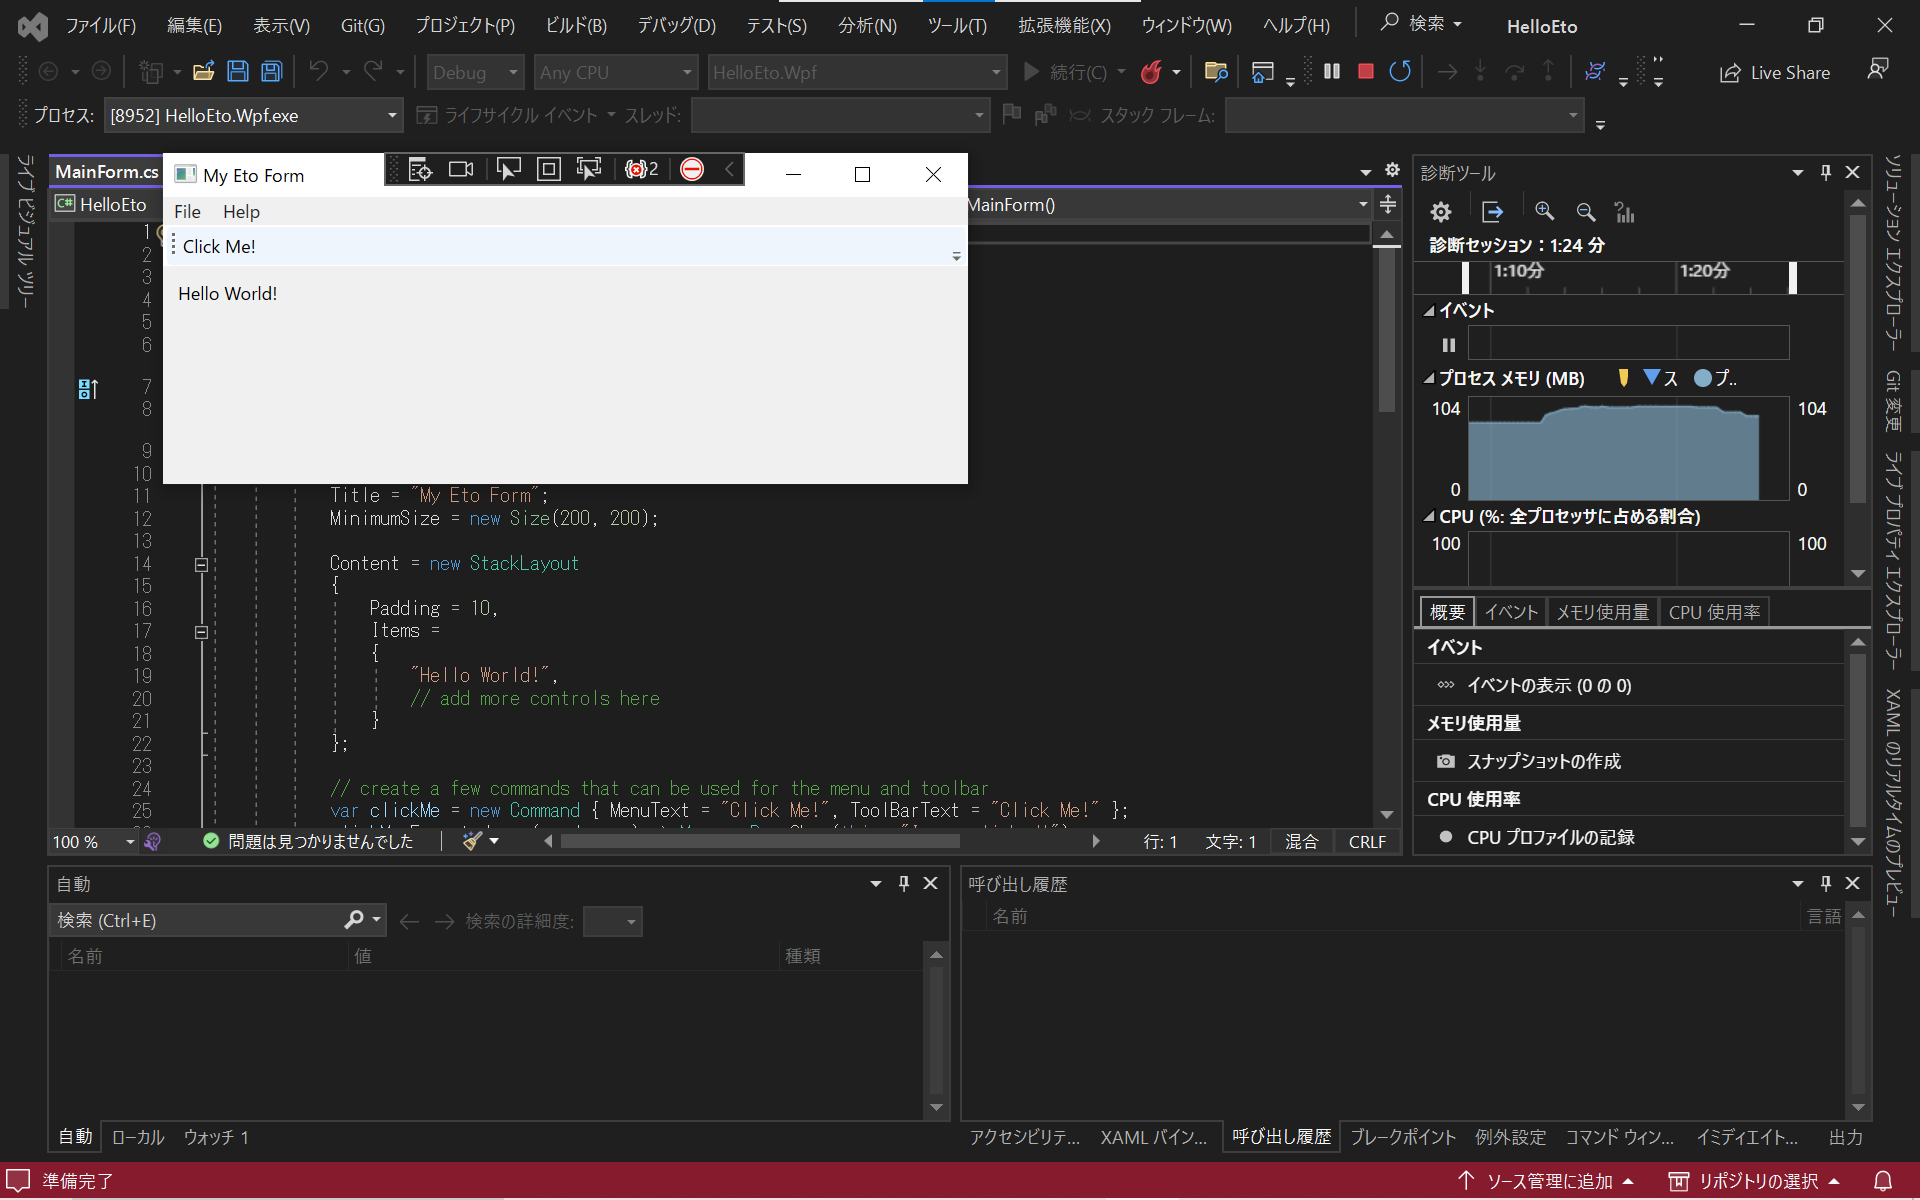 ファイル(F) 編集(E) 表示(V) Git(G) プロジェクト(P) ビルド(B) デバッグ(D) テスト(S) 分析(N) ツール(T) 拡張機能(X) ウィンドウ(W) ヘルプ(H) 検索 HelloEto
Debug Any CPU HelloEto.Wpf 続行(C) Live Share
プロセス: [8952] HelloEto.Wpf.exe ライフサイクル イベント スレッド: スタック フレーム:
ライブ ビジュアル ツリー
MainForm.cs
HelloEto
MainForm()
My Eto Form
2
File Help
Click Me!
Hello World!
1
2
3
4
5
6
7
8
9
10
11 Title = "My Eto Form";
12 MinimumSize = new Size(200, 200);
13
14 Content = new StackLayout
15 {
16 Padding = 10,
17 Items =
18 {
19 "Hello World!",
20 // add more controls here
21 }
22 };
23
24 // create a few commands that can be used for the menu and toolbar
25 var clickMe = new Command { MenuText = "Click Me!", ToolBarText = "Click Me!" };
100 % 問題は見つかりませんでした 行: 1 文字: 1 混合 CRLF
診断ツール
診断セッション：1:24 分
1:10分 1:20分
イベント
プロセス メモリ (MB) ス プ..
104 104
0 0
CPU (%: 全プロセッサに占める割合)
100 100
概要 イベント メモリ使用量 CPU 使用率
イベント
イベントの表示 (0 の 0)
メモリ使用量
スナップショットの作成
CPU 使用率
CPU プロファイルの記録
ソリューション エクスプローラー
Git 変更
ライブ プロパティ エクスプローラー
XAML のリアルタイムのプレビュー
自動
検索 (Ctrl+E) 検索の詳細度:
名前 値 種類
自動 ローカル ウォッチ 1
呼び出し履歴
名前 言語
アクセシビリテ... XAML バイン... 呼び出し履歴 ブレークポイント 例外設定 コマンド ウィン... イミディエイト... 出力
準備完了 ソース管理に追加 リポジトリの選択